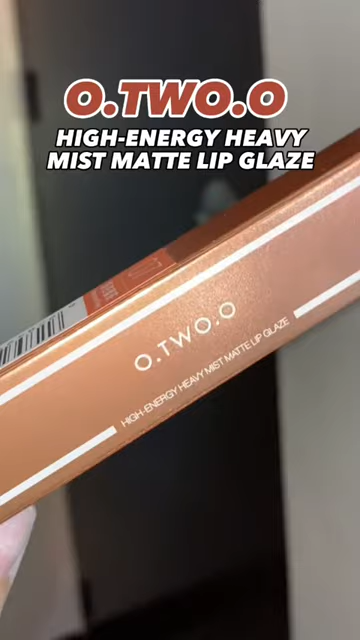 O.TWO.O
HIGH-ENERGY HEAVY
MIST MATTE LIP GLAZE
O.TWO.O
HIGH-ENERGY HEAVY MIST MATTE LIP GLAZE